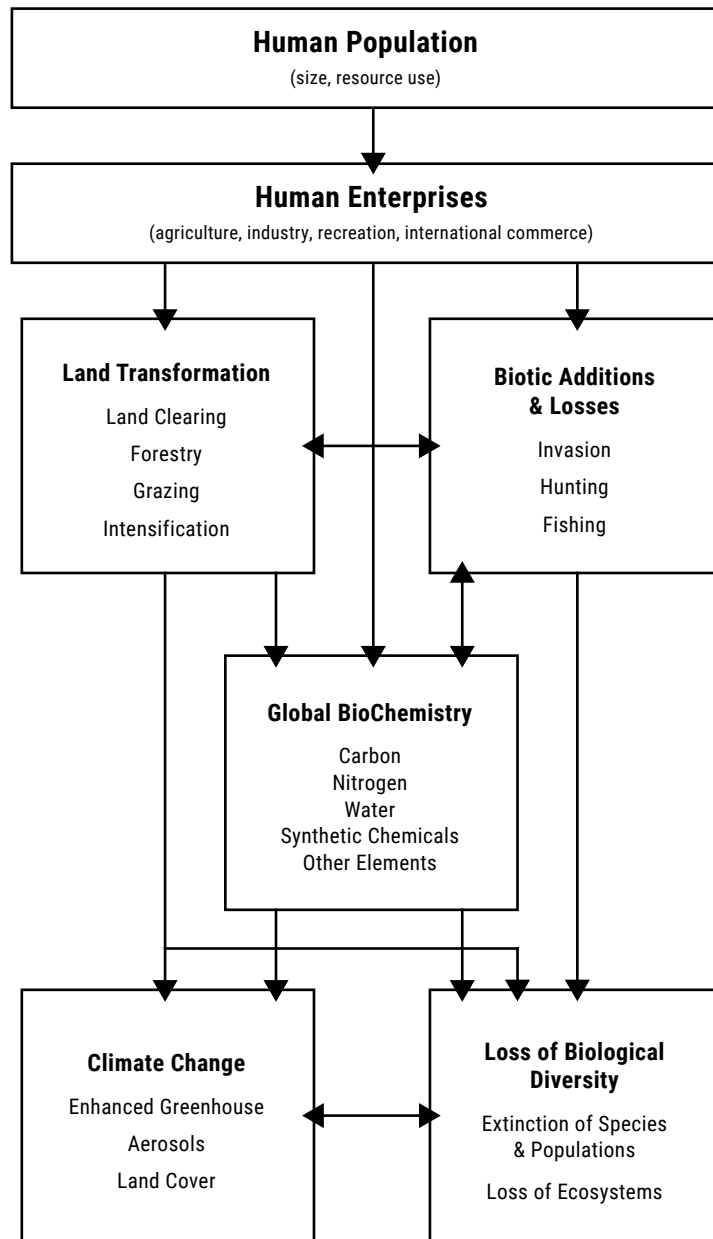 Human Population
(size, resource use)
Human Enterprises
(agriculture, industry, recreation, international commerce)
Land Transformation
Land Clearing
Forestry
Grazing
Intensification
Biotic Additions
& Losses
Invasion
Hunting
Fishing
Global BioChemistry
Carbon
Nitrogen
Water
Synthetic Chemicals
Other Elements
Climate Change
Enhanced Greenhouse
Aerosols
Land Cover
Loss of Biological
Diversity
Extinction of Species
& Populations
Loss of Ecosystems